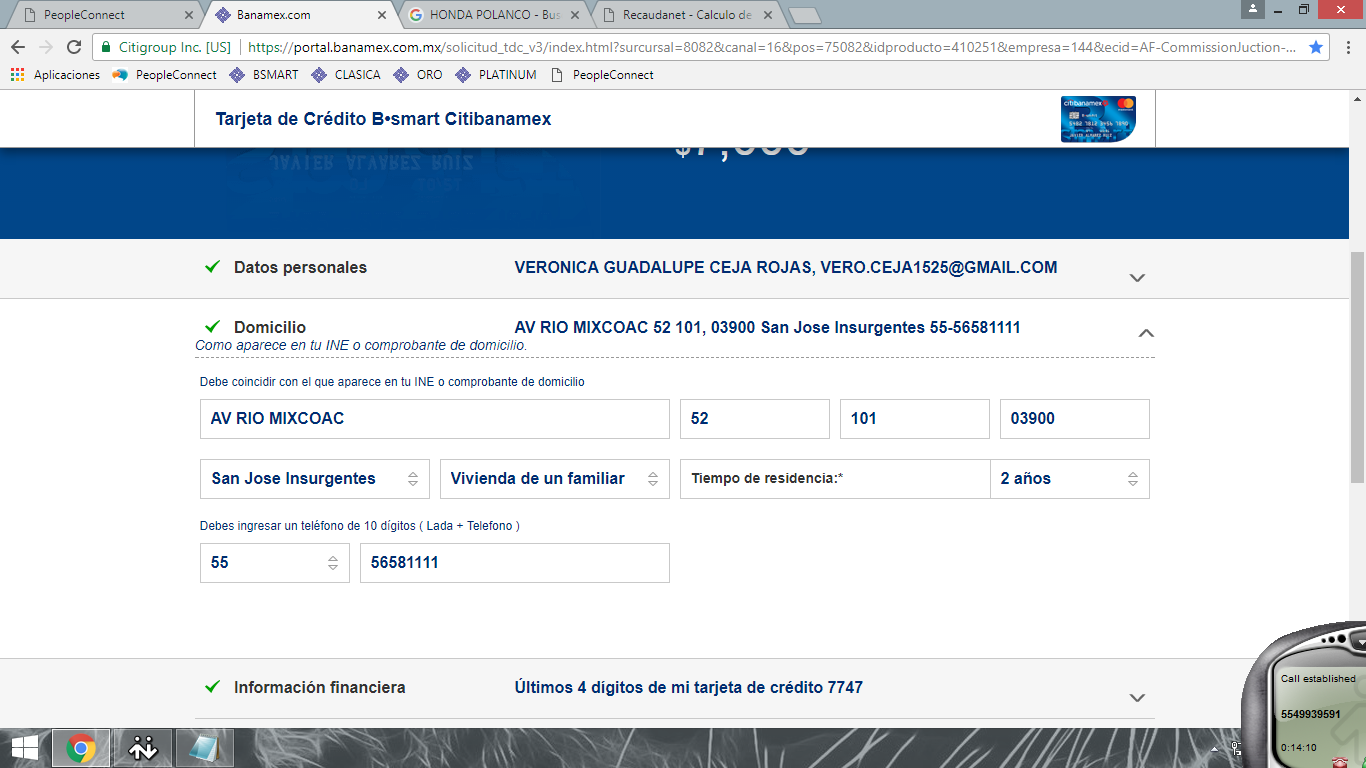 PeopleConnect
Banamex.com
HONDA POLANCO - Bus
Recaudanet - Calculo de
Citigroup Inc. [US]
https://portal.banamex.com.mx/solicitud_tdc_v3/index.html?surcursal=8082&canal=16&pos=75082&idproducto=410251&empresa=144&ecid=AF-CommissionJuction-...
Aplicaciones PeopleConnect BSMART CLASICA ORO PLATINUM PeopleConnect
Tarjeta de Crédito B•smart Citibanamex
citibanamex
JAVIER ALVAREZ RUIZ
Datos personales VERONICA GUADALUPE CEJA ROJAS, VERO.CEJA1525@GMAIL.COM
Domicilio AV RIO MIXCOAC 52 101, 03900 San Jose Insurgentes 55-56581111
Como aparece en tu INE o comprobante de domicilio.
Debe coincidir con el que aparece en tu INE o comprobante de domicilio
AV RIO MIXCOAC 52 101 03900
San Jose Insurgentes Vivienda de un familiar Tiempo de residencia:* 2 años
Debes ingresar un teléfono de 10 dígitos ( Lada + Telefono )
55 56581111
Información financiera Últimos 4 dígitos de mi tarjeta de crédito 7747
Call established
5549939591
0:14:10